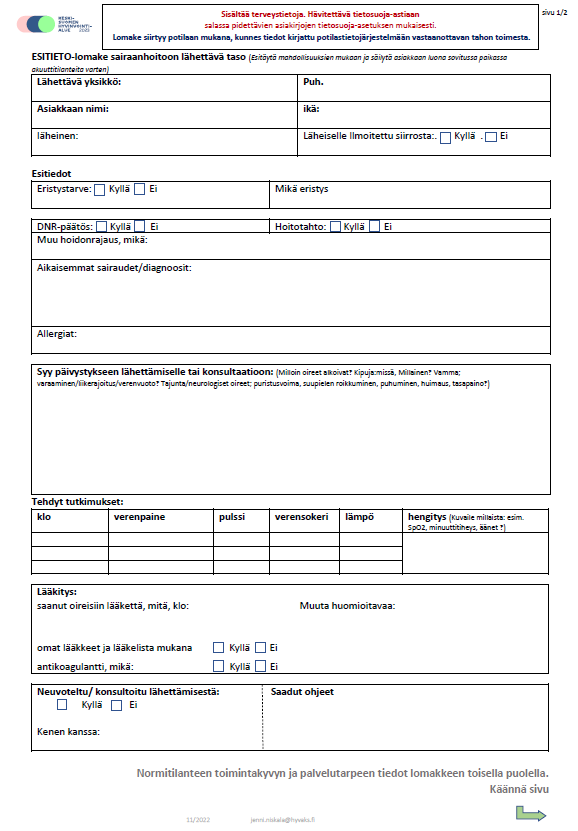 KESKI-
SUOMEN
HYVINVOINTI-
ALUE 2023
Sisältää terveystietoja. Hävitettävä tietosuoja-astiaan
salassa pidettävien asiakirjojen tietosuoja-asetuksen mukaisesti.
Lomake siirtyy potilaan mukana, kunnes tiedot kirjattu potilastietojärjestelmään vastaanottavan tahon toimesta.
sivu 1/2
ESITIETO-lomake sairaanhoitoon lähettävä taso (Esitäytä mahdollisuuksien mukaan ja säilytä asiakkaan luona sovitussa paikassa
akuuttitilanteita varten)
Lähettävä yksikkö: Puh.
Asiakkaan nimi: ikä:
läheinen: Läheiselle Ilmoitettu siirrosta:. Kyllä . Ei
Esitiedot
Eristystarve: Kyllä Ei Mikä eristys
DNR-päätös: Kyllä Ei Hoitotahto: Kyllä Ei
Muu hoidonrajaus, mikä:
Aikaisemmat sairaudet/diagnoosit:
Allergiat:
Syy päivystykseen lähettämiselle tai konsultaatioon: (Milloin oireet alkoivat? Kipuja:missä, Millainen? Vamma;
varaaminen/liikerajoitus/verenvuoto? Tajunta/neurologiset oireet; puristusvoima, suupielen roikkuminen, puhuminen, huimaus, tasapaino?)
Tehdyt tutkimukset:
klo verenpaine pulssi verensokeri lämpö hengitys (Kuvaile millaista: esim.
SpO2, minuuttitiheys, äänet ?)
Lääkitys:
saanut oireisiin lääkettä, mitä, klo: Muuta huomioitavaa:
omat lääkkeet ja lääkelista mukana Kyllä Ei
antikoagulantti, mikä: Kyllä Ei
Neuvoteltu/ konsultoitu lähettämisestä: Saadut ohjeet
Kyllä Ei
Kenen kanssa:
Normitilanteen toimintakyvyn ja palvelutarpeen tiedot lomakkeen toisella puolella.
Käännä sivu
11/2022 jenni.niskala@hyvaks.fi